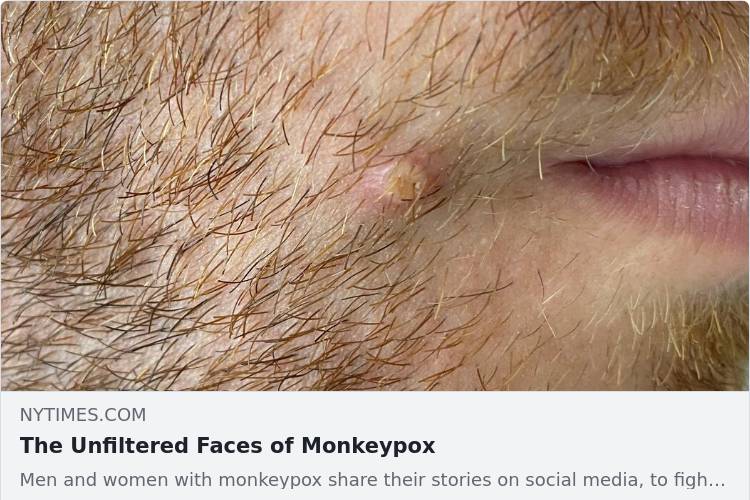 NYTIMES.COM
The Unfiltered Faces of Monkeypox
Men and women with monkeypox share their stories on social media, to figh...